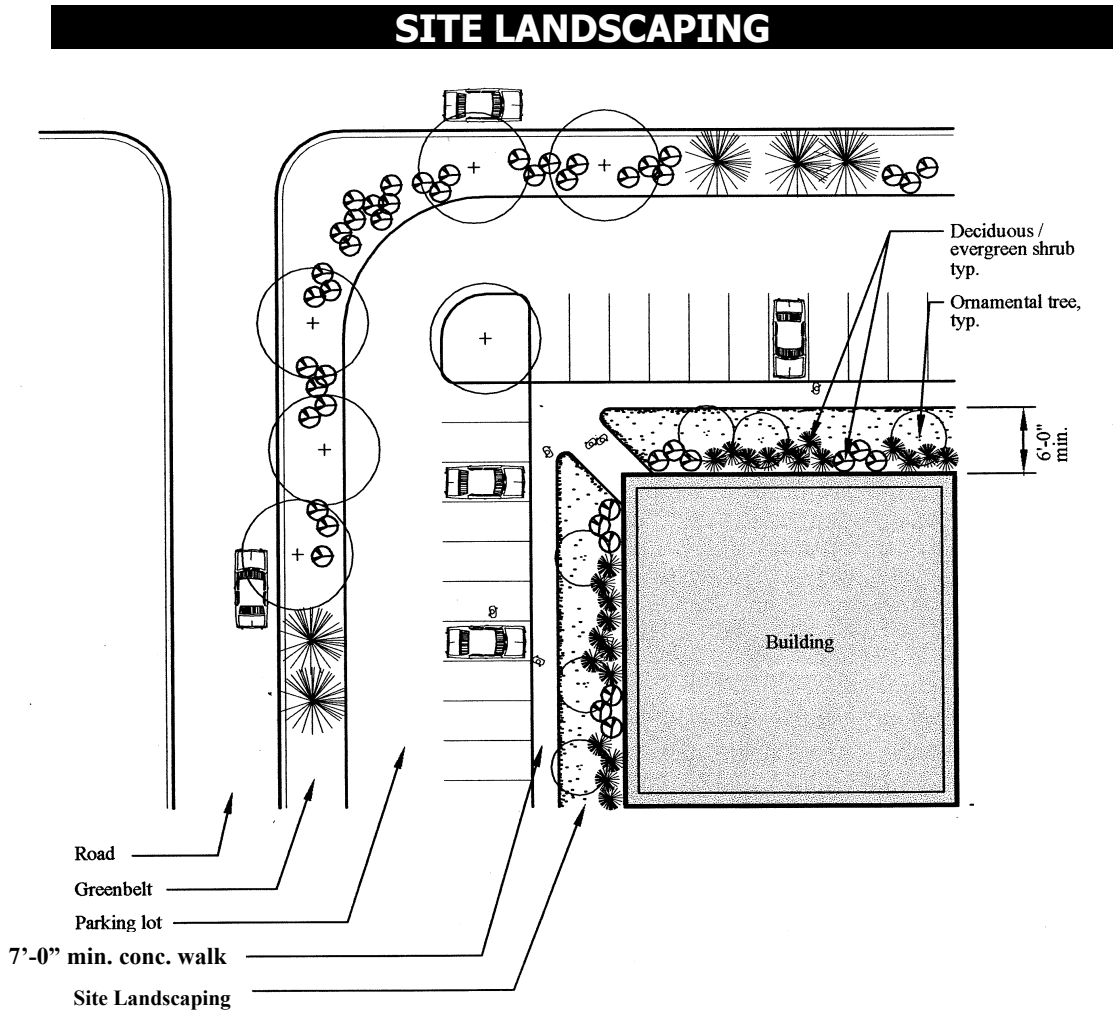 SITE LANDSCAPING
Deciduous /
evergreen shrub
typ.
Ornamental tree,
typ.
6'-0"
min.
Building
Road
Greenbelt
Parking lot
7’-0” min. conc. walk
Site Landscaping